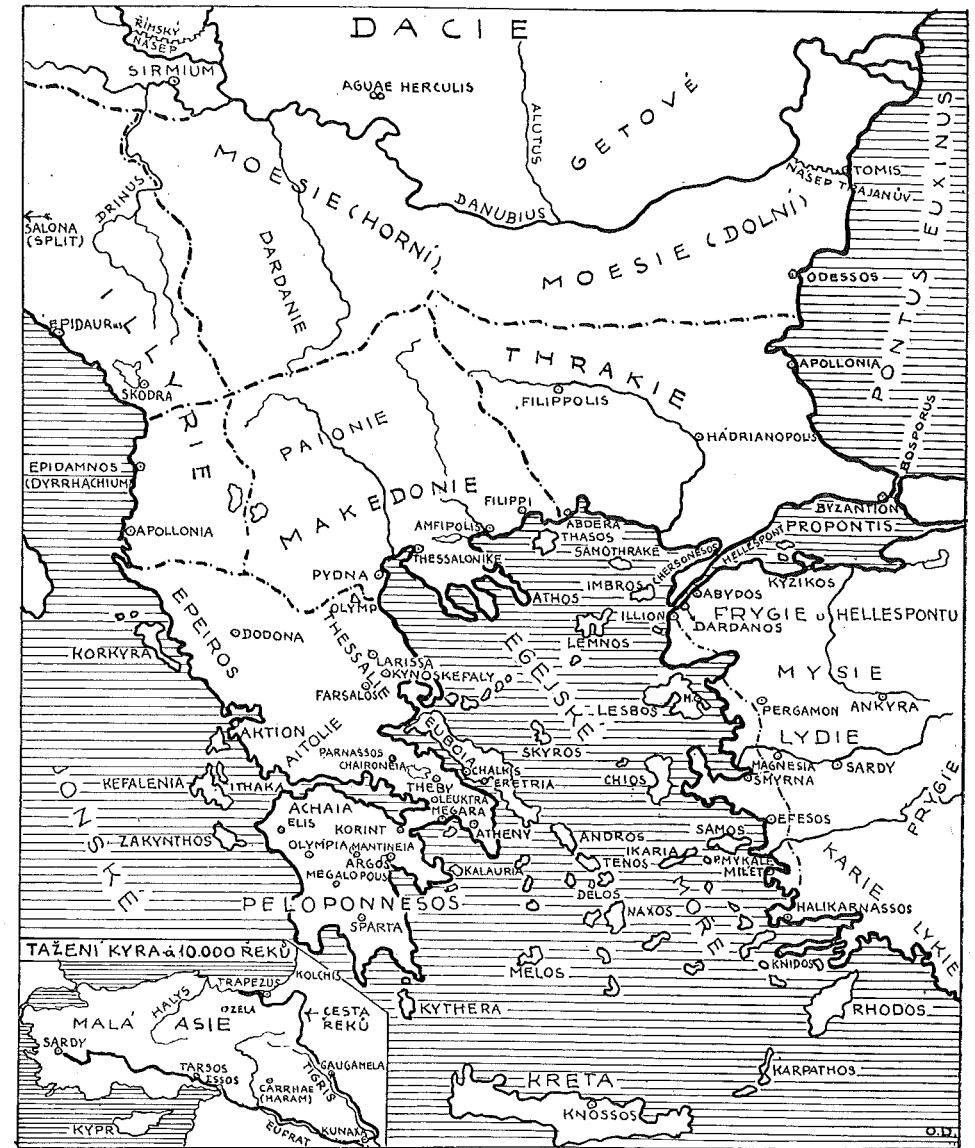 DACIE
ŘÍMSKÝ
NÁSEP
SIRMIUM
AGUAE HERCULIS
ALUTUS
GETOVÉ
PONTUS EUXINUS
MOESIE (HORNÍ)
DRINUS
DANUBIUS
TOMIS
NÁSEP TRAJANŮV
SALONA
(SPLIT)
DARDANIE
MOESIE (DOLNÍ)
ODESSOS
ILLYRIE
EPIDAURUS
SKODRA
THRAKIE
APOLLONIA
FILIPPOLIS
HADRIANOPOLIS
BOSPORUS
PAIONIE
EPIDAMNOS
(DYRRHACHIUM)
MAKEDONIE
FILIPPI
BYZANTION
APOLLONIA
AMFIPOLIS
ABDERA
PROPONTIS
THASOS
SAMOTHRAKÉ
THESSALONIKE
CHERSONESOS
HELLESPONT
PYDNA
KYZIKOS
IMBROS
ABYDOS
ATHOS
OLYMP
ILLION
FRYGIE u HELLESPONTU
DARDANOS
EPEIROS
DODONA
THESSALIE
LEMNOS
EGEJSKÉ MOŘE
KORKYRA
LARISSA
KYNOSKEFALY
MYSIE
FARSALOS
LESBOS
PERGAMON
ANKYRA
AKTION
AITOLIE
EUBOIA
SKYROS
LYDIE
PARNASSOS
CHAIRONEIA
CHALKIS
MAGNESIA
SARDY
KEFALENIA
ITHAKA
THEBY
ERETRIA
CHIOS
SMYRNA
IONSKÉ
LEUKTRA
MEGARA
FRYGIE
ACHAIA
ELIS
KORINT
ATHENY
EFESOS
ZAKYNTHOS
ANDROS
SAMOS
IKARIA
OLYMPIA
MANTINEIA
TENOS
P.MYKALE
ARGOS
KALAURIA
MILET
KARIE
MEGALOPOLIS
DELOS
PELOPONNESOS
NAXOS
HALIKARNASSOS
SPARTA
LYKIE
TAŽENÍ KYRA a 10.000 ŘEKŮ
MELOS
KNIDOS
KOLCHIS
TRAPEZUS
HALYS
KYTHERA
RHODOS
ZELA
CESTA
ŘEKŮ
MALÁ ASIE
SARDY
TARSOS
TIGRIS
GAUGAMELA
KARPATHOS
CARRHAE
(HARAM)
KRETA
KNOSSOS
KYPR
EUFRAT
KUNAXA
O.D.